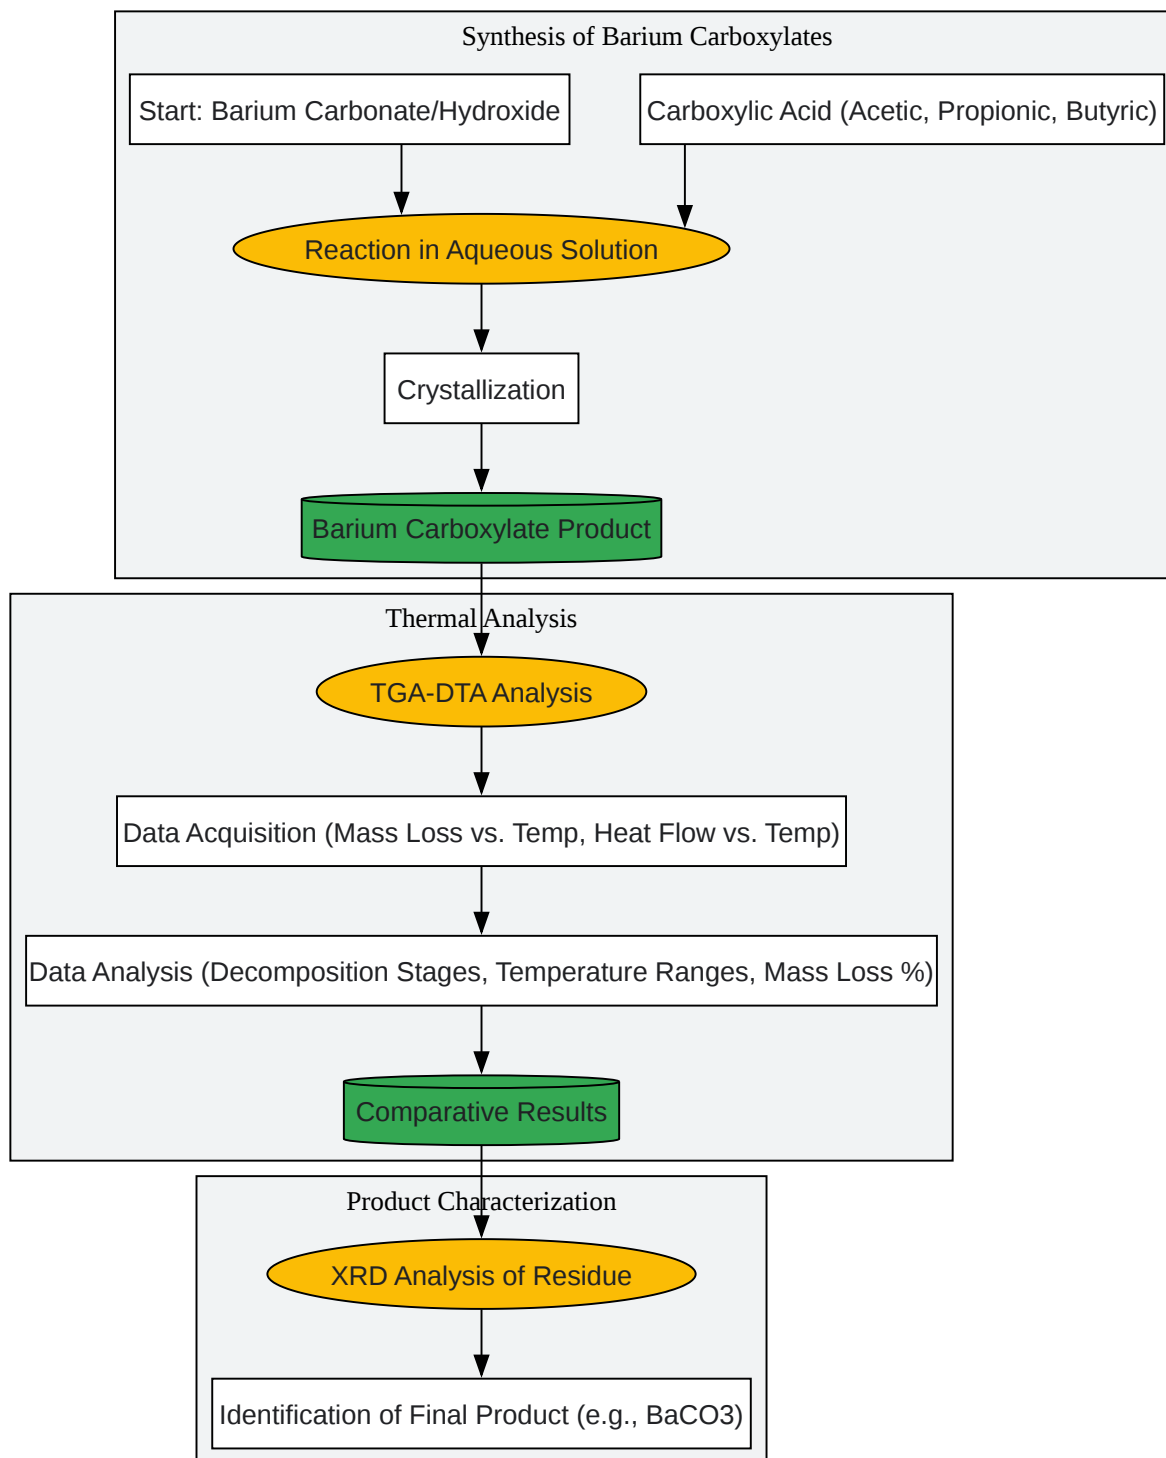 Synthesis of Barium Carboxylates
Start: Barium Carbonate/Hydroxide
Carboxylic Acid (Acetic, Propionic, Butyric)
Reaction in Aqueous Solution
Crystallization
Barium Carboxylate Product
Thermal Analysis
TGA-DTA Analysis
Data Acquisition (Mass Loss vs. Temp, Heat Flow vs. Temp)
Data Analysis (Decomposition Stages, Temperature Ranges, Mass Loss %)
Comparative Results
Product Characterization
XRD Analysis of Residue
Identification of Final Product (e.g., BaCO3)